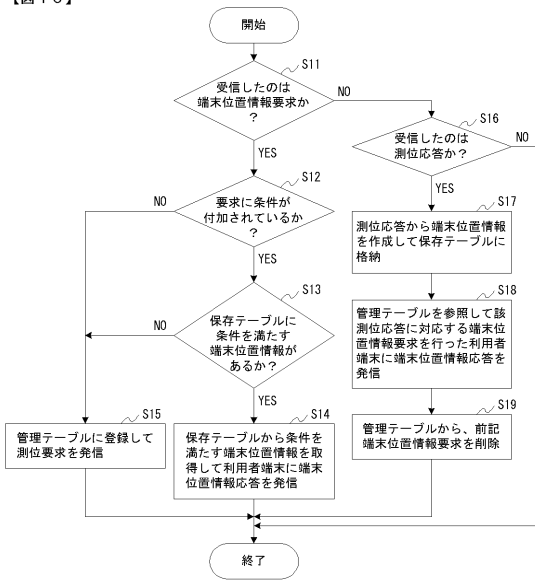 開始
S11
受信したのは
端末位置情報要求か
?
NO
YES
S16
受信したのは
測位応答か?
NO
YES
S12
要求に条件が
付加されているか
?
NO
YES
S17
測位応答から端末位置情報
を作成して保存テーブルに
格納
S13
保存テーブルに
条件を満たす
端末位置情報が
あるか?
NO
YES
S18
管理テーブルを参照して該
測位応答に対応する端末位
置情報要求を行った利用者
端末に端末位置情報応答を
発信
S15
管理テーブルに登録して
測位要求を発信
S14
保存テーブルから条件を
満たす端末位置情報を取
得して利用者端末に端末
位置情報応答を発信
S19
管理テーブルから、前記
端末位置情報要求を削除
終了